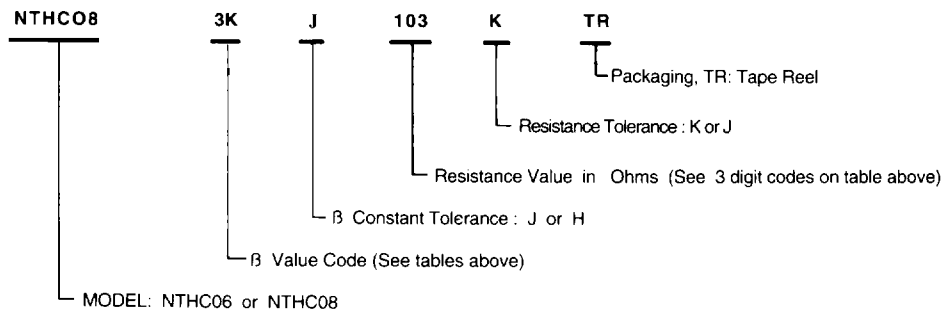 NTHC08 3K J 103 K TR
Packaging, TR: Tape Reel
Resistance Tolerance : K or J
Resistance Value in Ohms (See 3 digit codes on table above)
β Constant Tolerance : J or H
β Value Code (See tables above)
MODEL: NTHC06 or NTHC08